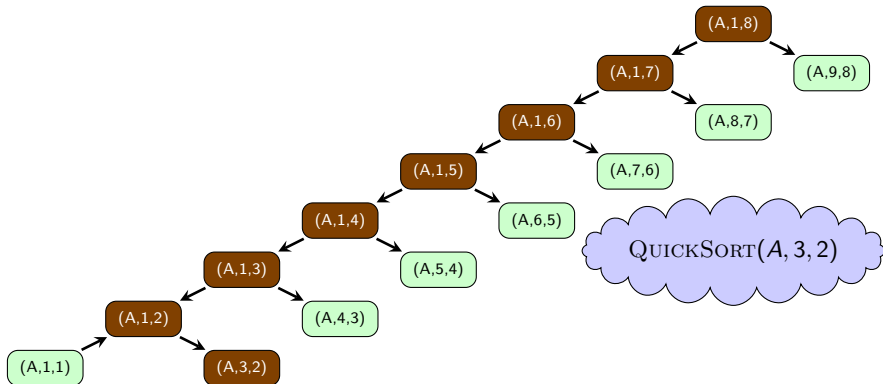 (A,1,8)
(A,1,7)
(A,9,8)
(A,1,6)
(A,8,7)
(A,1,5)
(A,7,6)
(A,1,4)
(A,6,5)
QUICKSORT(A, 3, 2)
(A,1,3)
(A,5,4)
(A,1,2)
(A,4,3)
(A,1,1)
(A,3,2)